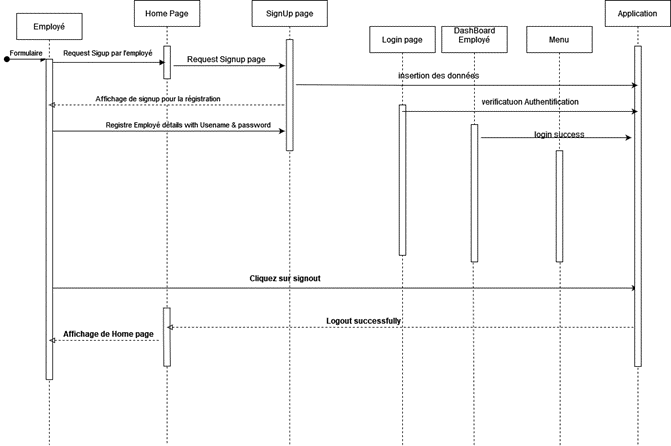 Home Page
SignUp page
Application
Employé
Login page
DashBoard
Employé
Menu
Formulaire
Request Sigup par l'employé
Request Signup page
insertion des données
Affichage de signup pour la régistration
verificatuon Authentification
Registre Employé détails with Usename & password
login success
Cliquez sur signout
Logout successfully
Affichage de Home page